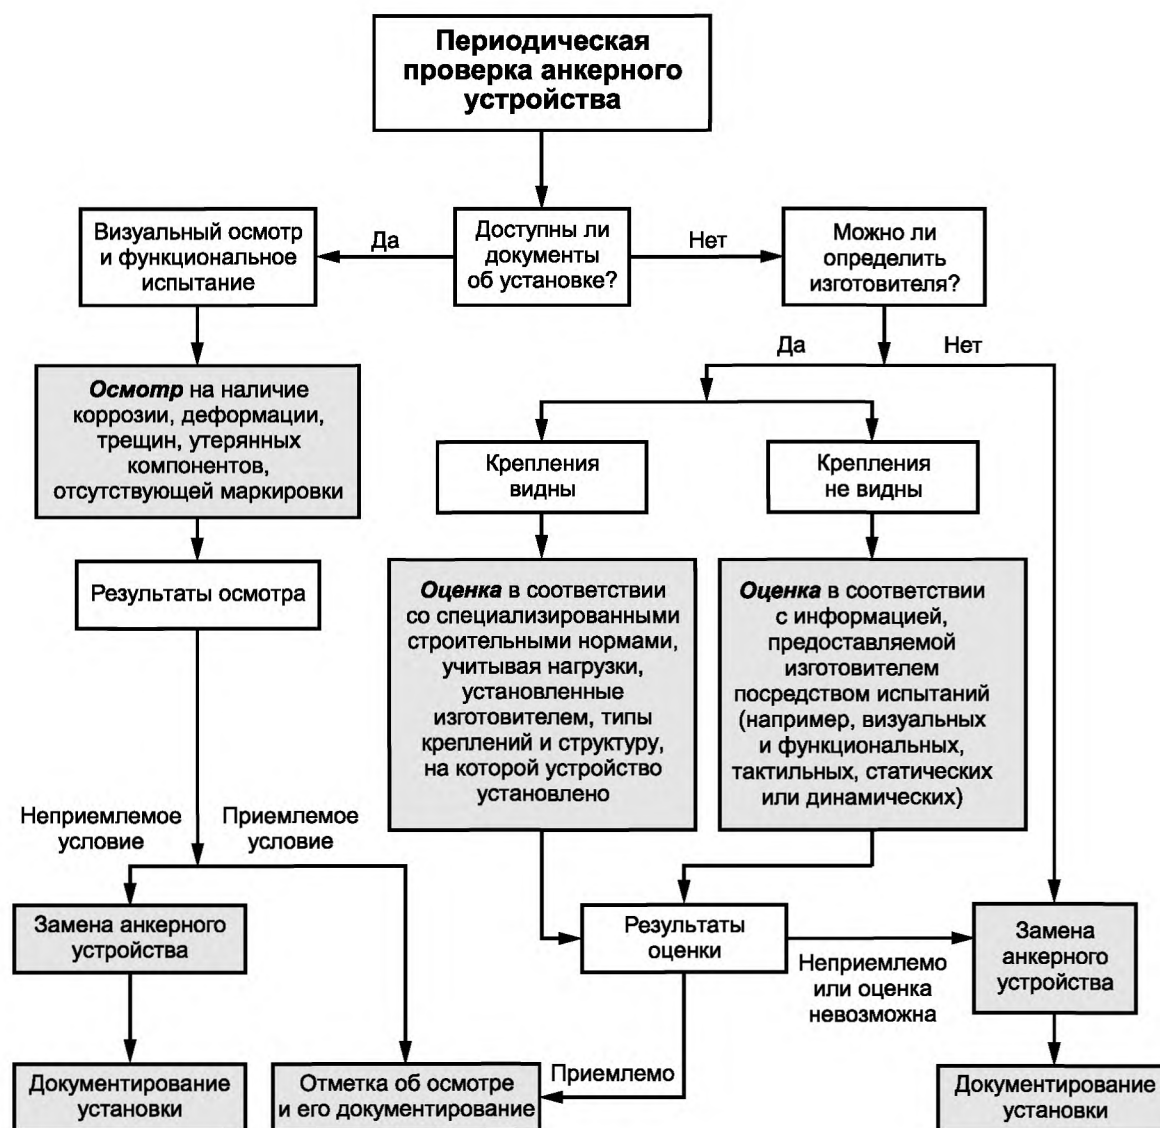 Периодическая
проверка анкерного
устройства
Визуальный осмотр
и функциональное
испытание
Да
Доступны ли
документы
об установке?
Нет
Можно ли
определить
изготовителя?
Да
Нет
Осмотр на наличие
коррозии, деформации,
трещин, утерянных
компонентов,
отсутствующей маркировки
Крепления
видны
Крепления
не видны
Результаты осмотра
Оценка в соответствии
со специализированными
строительными нормами,
учитывая нагрузки,
установленные
изготовителем, типы
креплений и структуру,
на которой устройство
установлено
Оценка в соответствии
с информацией,
предоставляемой
изготовителем
посредством испытаний
(например, визуальных
и функциональных,
тактильных, статических
или динамических)
Неприемлемое
условие
Приемлемое
условие
Замена анкерного
устройства
Результаты
оценки
Неприемлемо
или оценка
невозможна
Замена
анкерного
устройства
Документирование
установки
Отметка об осмотре
и его документирование
Приемлемо
Документирование
установки